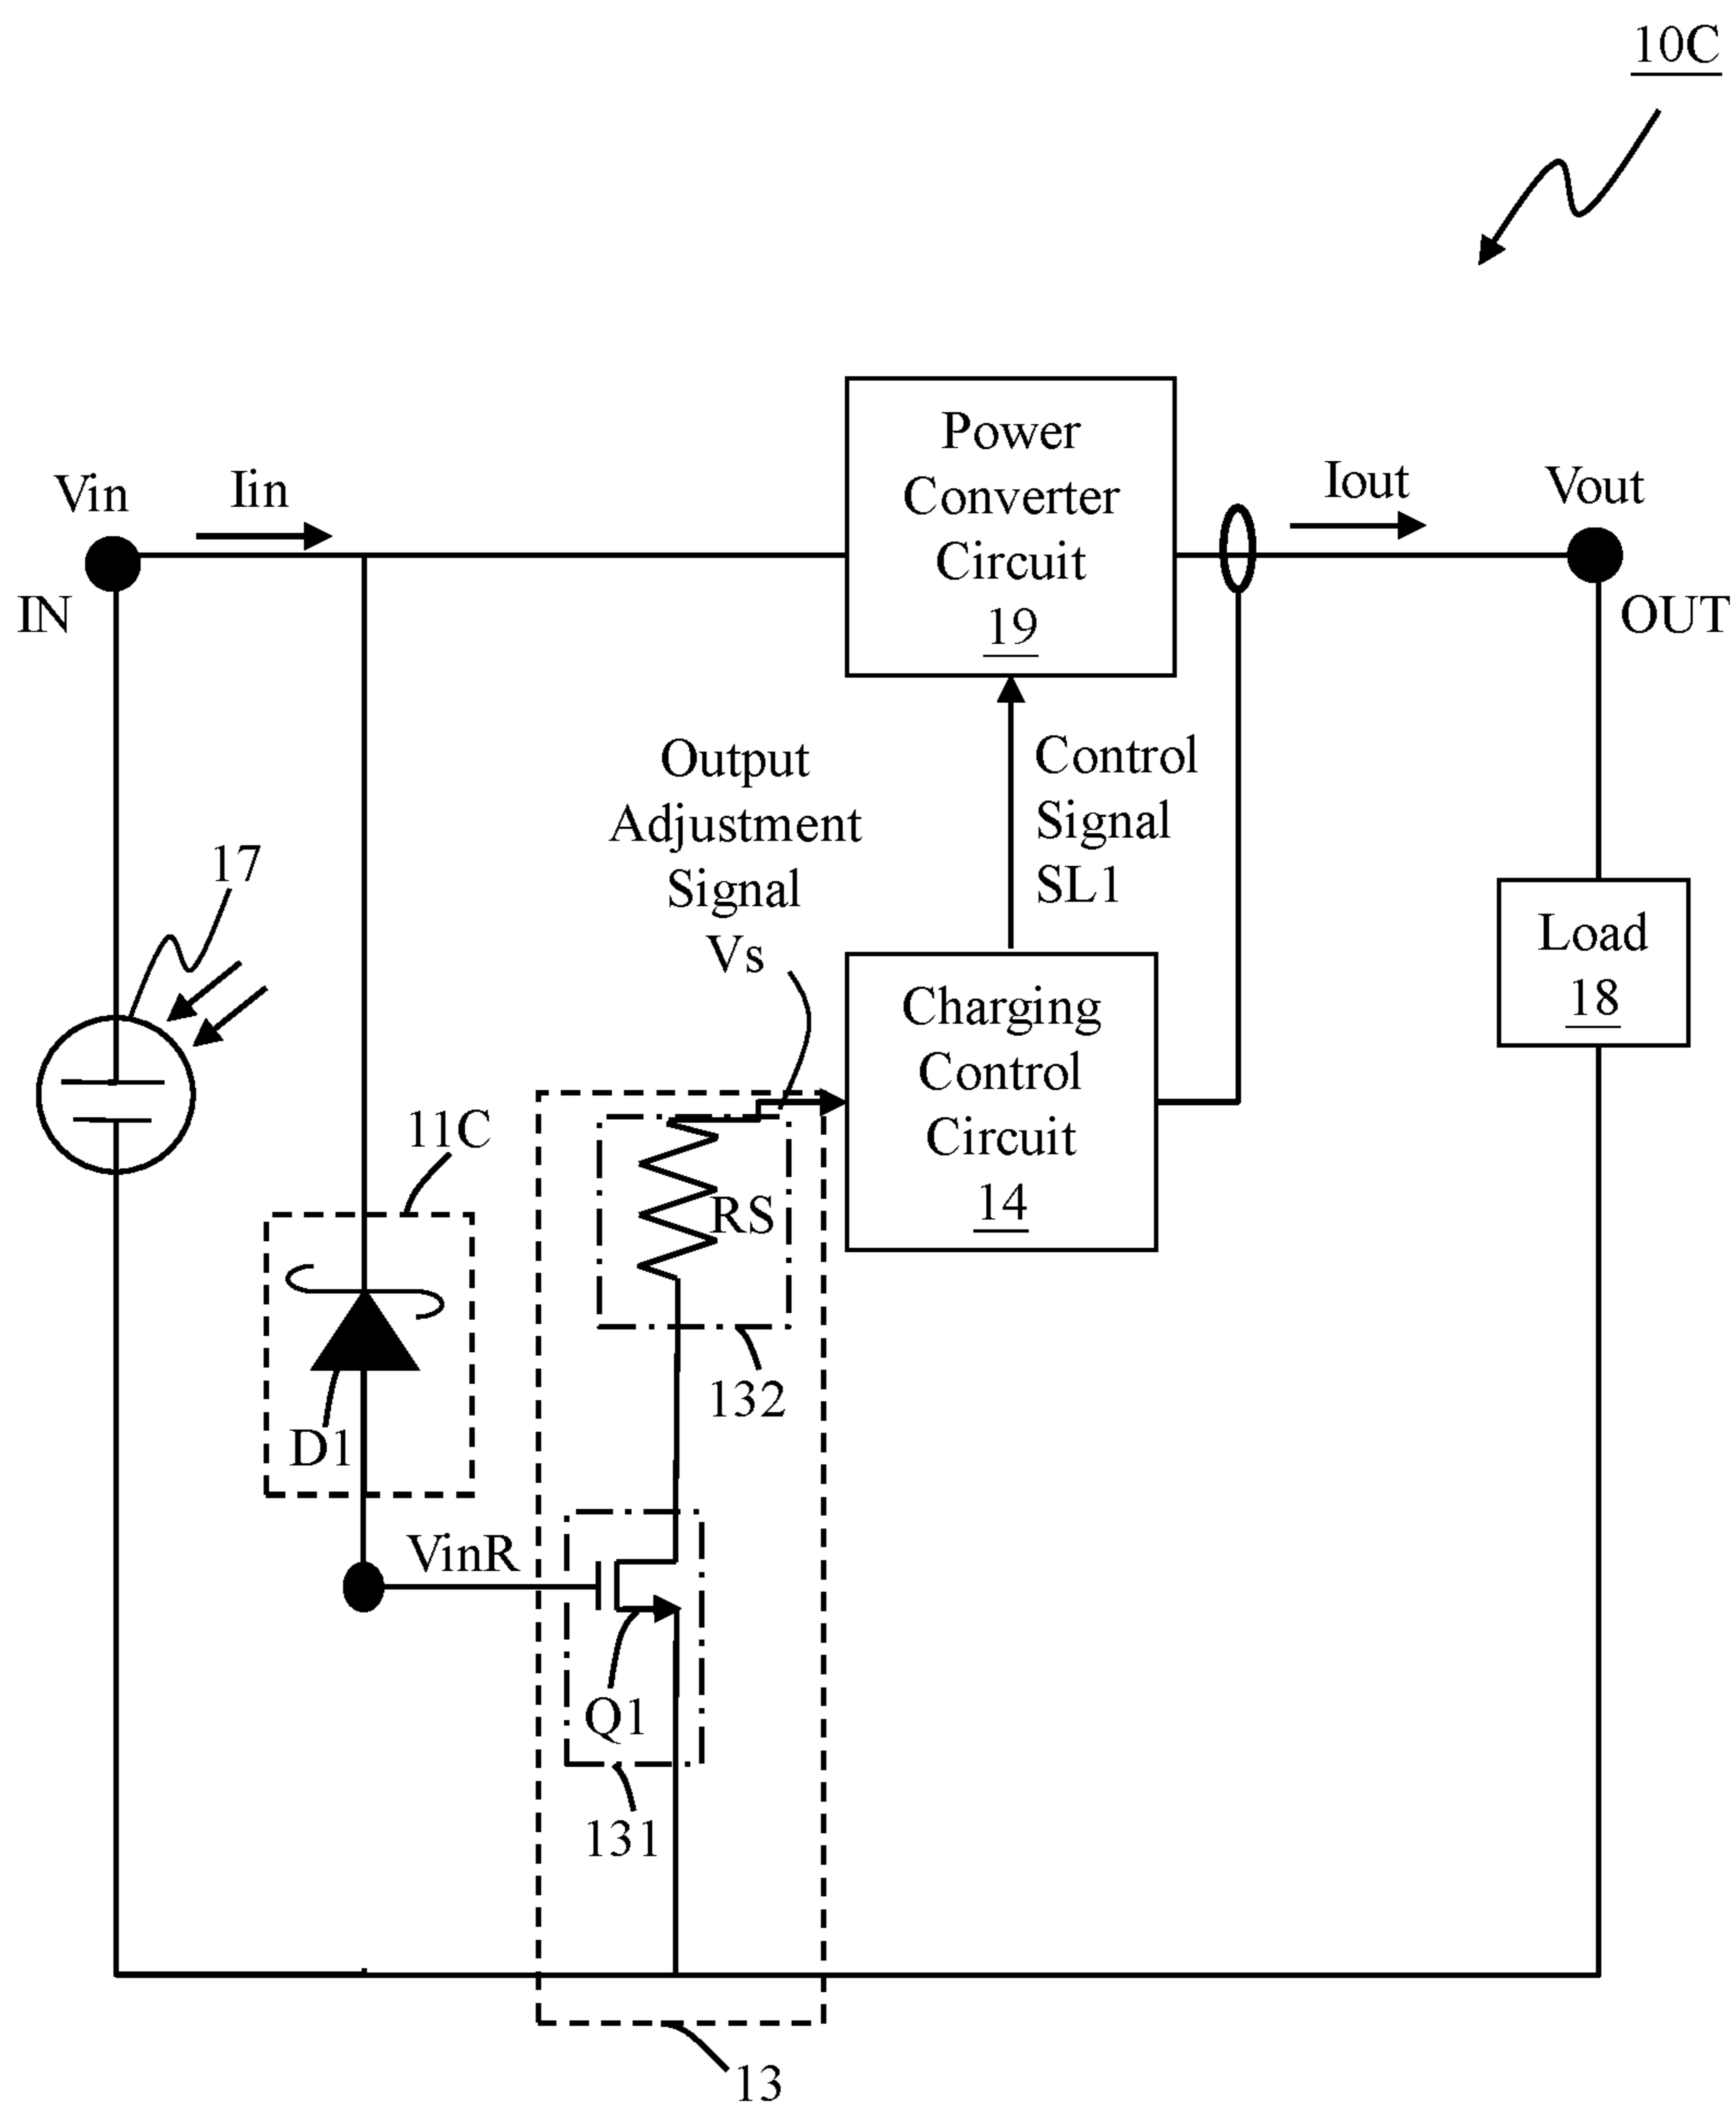 10C
Power
Converter
Circuit
19
Vin
Iin
Iout
Vout
IN
OUT
Output
Adjustment
Signal
Vs
Control
Signal
SL1
17
Load
18
Charging
Control
Circuit
14
11C
RS
132
D1
VinR
Q1
131
13